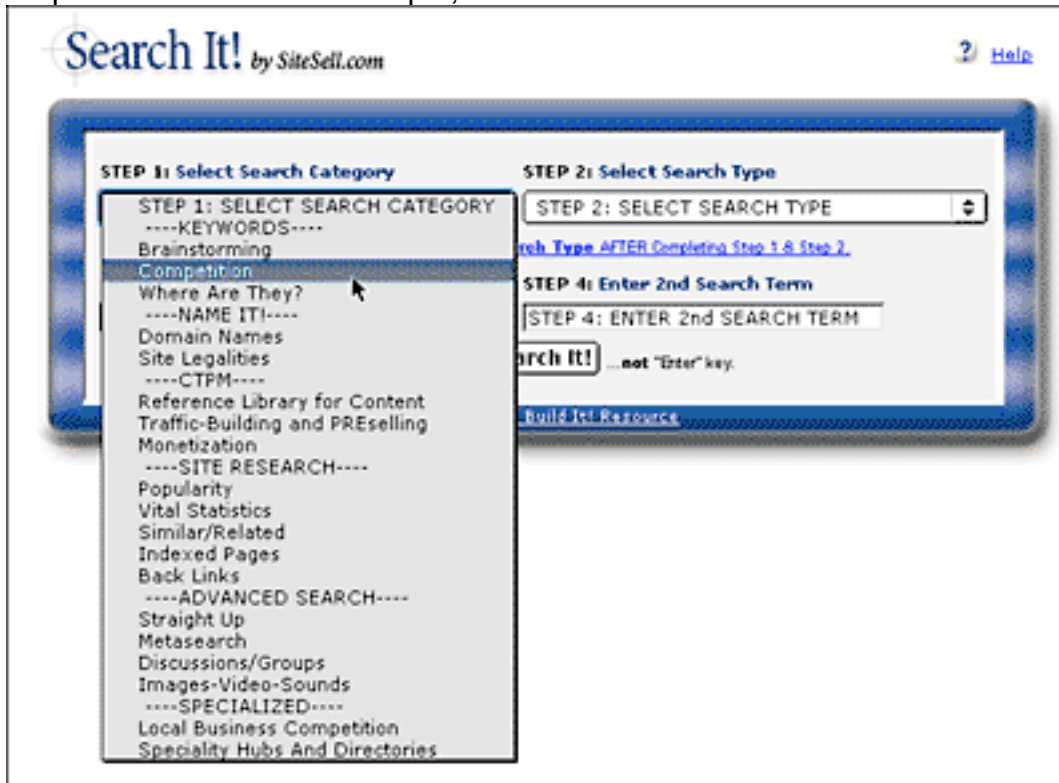 Search It! by SiteSell.com
? Help
STEP 1: Select Search Category
STEP 2: Select Search Type
STEP 1: SELECT SEARCH CATEGORY
----KEYWORDS----
Brainstorming
Competition
Where Are They?
----NAME IT!----
Domain Names
Site Legalities
----CTPM----
Reference Library for Content
Traffic-Building and PREselling
Monetization
----SITE RESEARCH----
Popularity
Vital Statistics
Similar/Related
Indexed Pages
Back Links
----ADVANCED SEARCH----
Straight Up
Metasearch
Discussions/Groups
Images-Video-Sounds
----SPECIALIZED----
Local Business Competition
Speciality Hubs And Directories
STEP 2: SELECT SEARCH TYPE
Type AFTER Completing Step 1 & Step 2.
STEP 4: Enter 2nd Search Term
STEP 4: ENTER 2nd SEARCH TERM
It! ...not "Enter" key.
Build It! Resource